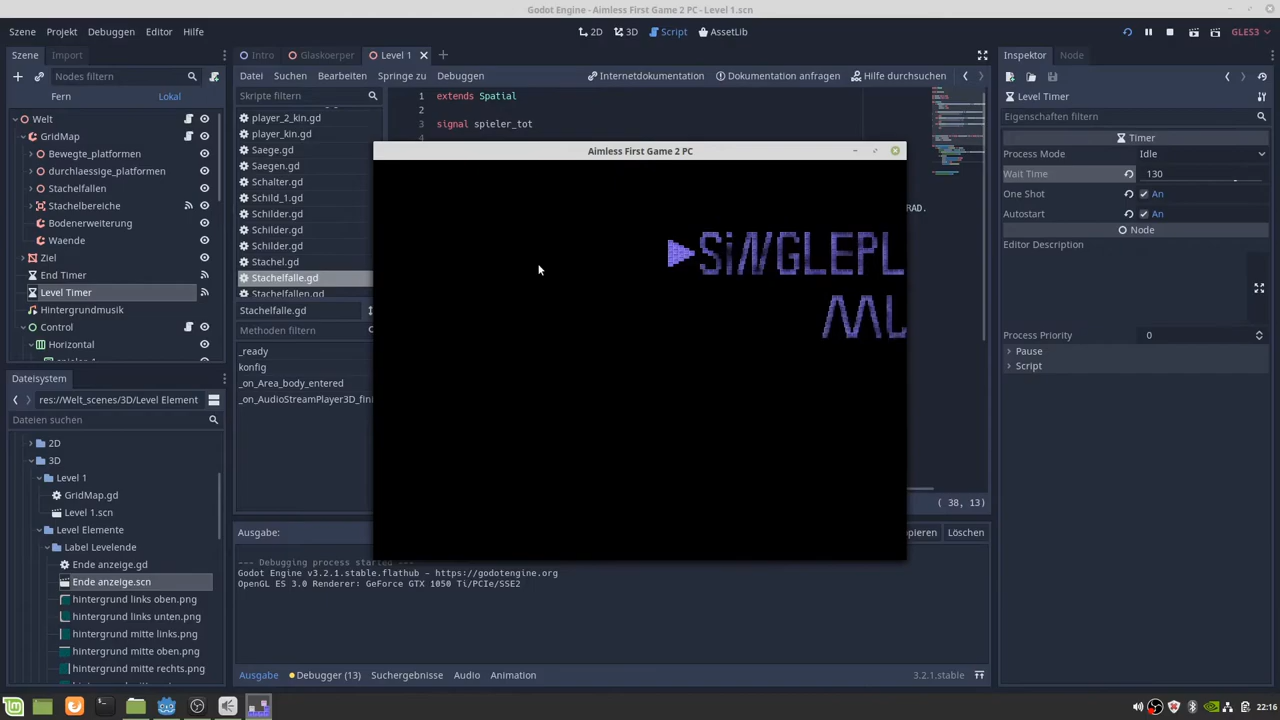 Godot Engine - Aimless First Game 2 PC - Level 1.scn
Szene Projekt Debuggen Editor Hilfe
2D 3D Script AssetLib
GLES3
Szene Import
Nodes filtern
Fern Lokal
Welt
GridMap
Bewegte_platformen
durchlaessige_platformen
Stachelfallen
Stachelbereiche
Bodenerweiterung
Waende
Ziel
End Timer
Level Timer
Hintergrundmusik
Control
Horizontal
Dateisystem
res://Welt_scenes/3D/Level Element
Dateien suchen
2D
3D
Level 1
GridMap.gd
Level 1.scn
Level Elemente
Label Levelende
Ende anzeige.gd
Ende anzeige.scn
hintergrund links oben.png
hintergrund links unten.png
hintergrund mitte links.png
hintergrund mitte oben.png
hintergrund mitte rechts.png
Intro Glaskoerper Level 1
Datei Suchen Bearbeiten Springe zu Debuggen
Internetdokumentation Dokumentation anfragen Hilfe durchsuchen
Skripte filtern
player_2_kin.gd
player_kin.gd
Saege.gd
Saegen.gd
Schalter.gd
Schild_1.gd
Schilder.gd
Schilder.gd
Schilder.gd
Stachel.gd
Stachelfalle.gd
Stachelfallen.gd
Stachelfalle.gd
Methoden filtern
_ready
konfig
_on_Area_body_entered
_on_AudioStreamPlayer3D_fini
1 extends Spatial
2
3 signal spieler_tot
4
RAD.
( 38, 13)
Aimless First Game 2 PC
SiNGLEPL
ML
Ausgabe:
opieren Löschen
--- Debugging process started ---
Godot Engine v3.2.1.stable.flathub - https://godotengine.org
OpenGL ES 3.0 Renderer: GeForce GTX 1050 Ti/PCIe/SSE2
Ausgabe Debugger (13) Suchergebnisse Audio Animation
3.2.1.stable
Inspektor Node
Level Timer
Eigenschaften filtern
Timer
Process Mode Idle
Wait Time 130
One Shot An
Autostart An
Node
Editor Description
Process Priority 0
Pause
Script
22:16